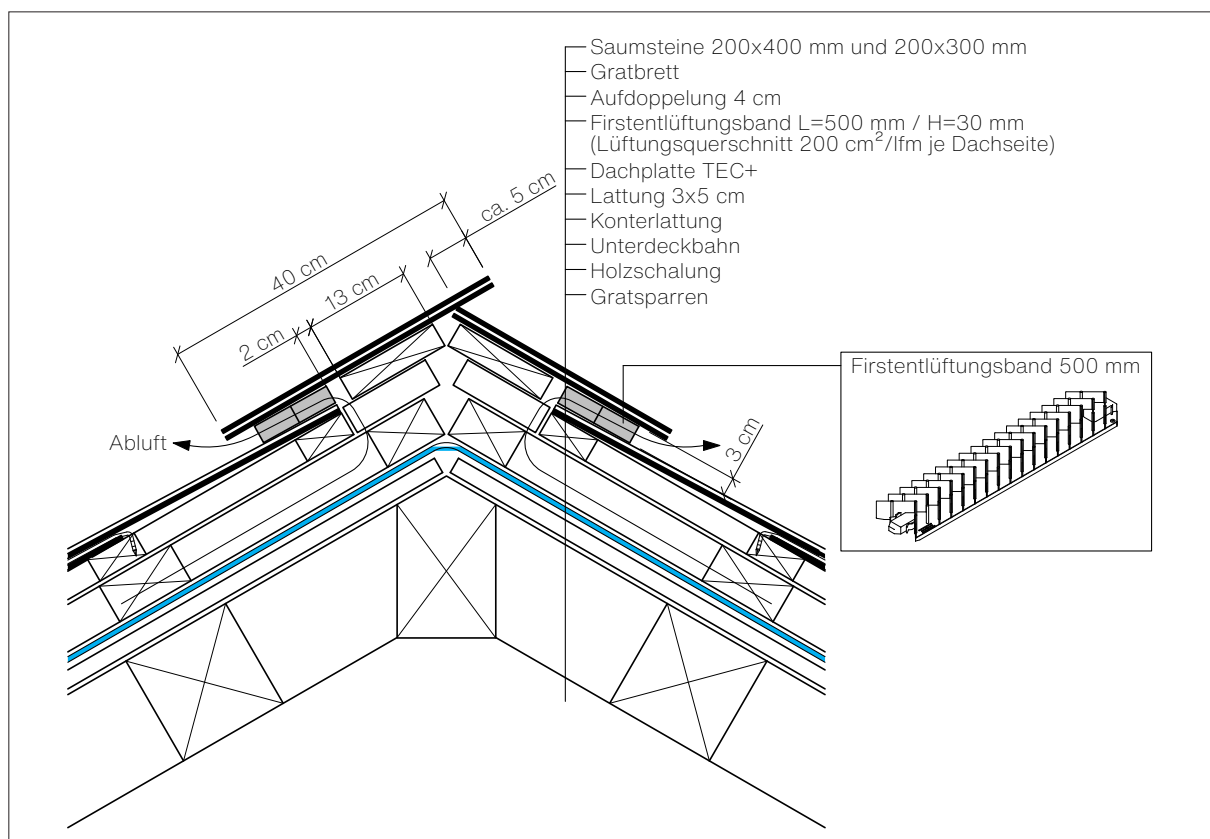 Saumsteine 200x400 mm und 200x300 mm
Gratbrett
Aufdoppelung 4 cm
Firstentlüftungsband L=500 mm / H=30 mm
(Lüftungsquerschnitt 200 cm²/lfm je Dachseite)
Dachplatte TEC+
Lattung 3x5 cm
Konterlattung
Unterdeckbahn
Holzschalung
Gratsparren
ca. 5 cm
40 cm
13 cm
2 cm
Abluft
3 cm
Firstentlüftungsband 500 mm